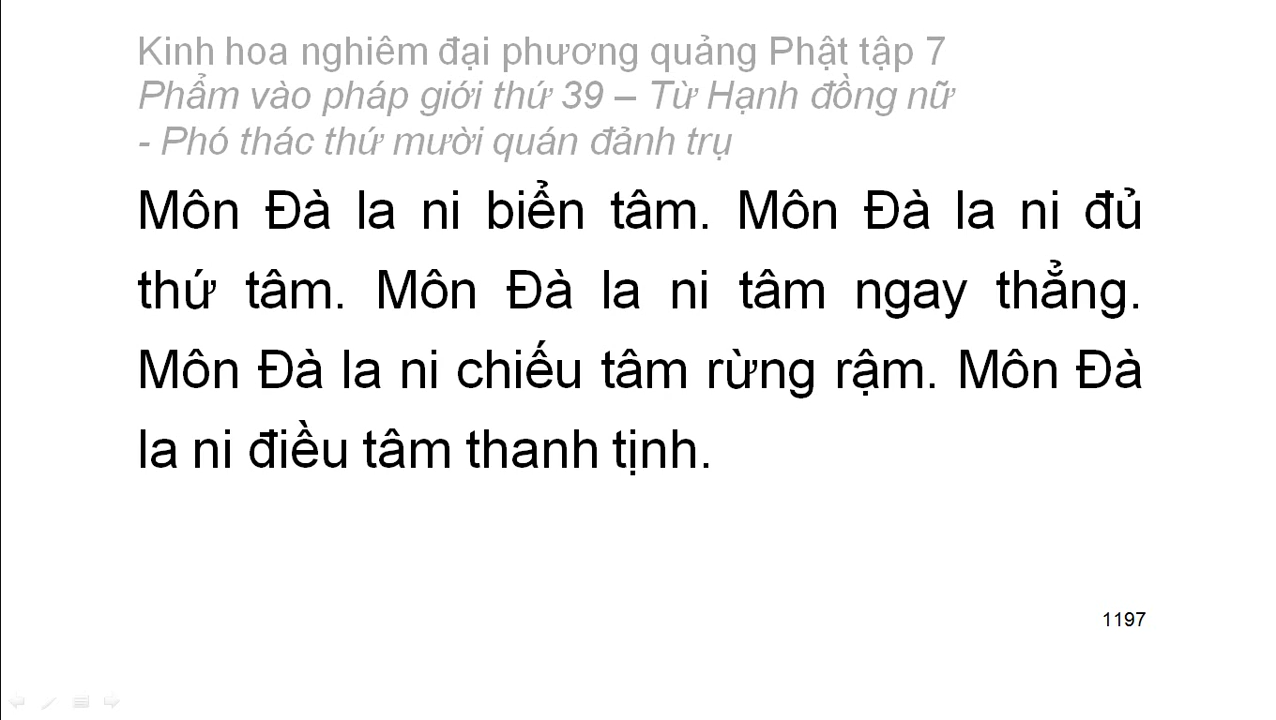 Kinh hoa nghiêm đại phương quảng Phật tập 7
Phẩm vào pháp giới thứ 39 – Từ Hạnh đồng nữ
- Phó thác thứ mười quán đảnh trụ
Môn Đà la ni biển tâm. Môn Đà la ni đủ
thứ tâm. Môn Đà la ni tâm ngay thẳng.
Môn Đà la ni chiếu tâm rừng rậm. Môn Đà
la ni điều tâm thanh tịnh.
1197